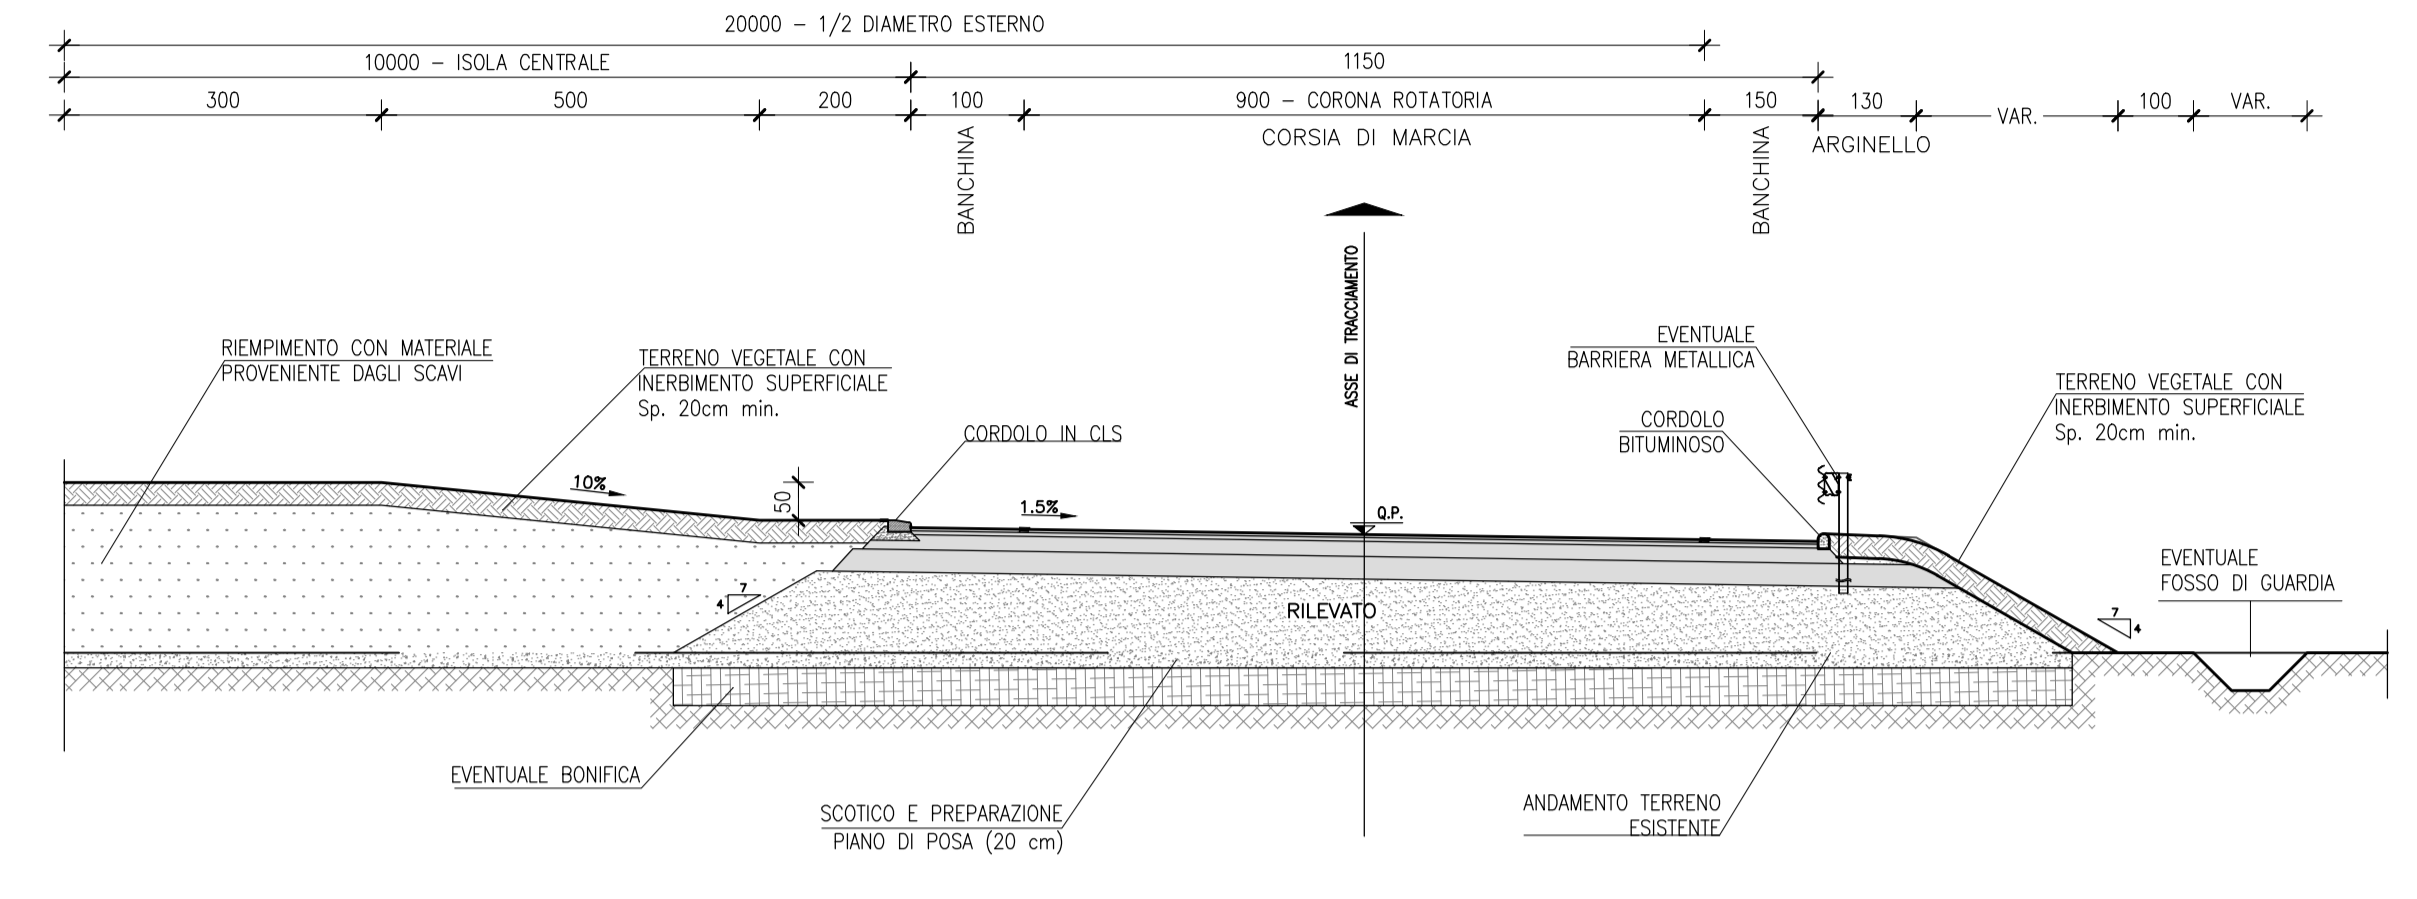 20000 - 1/2 DIAMETRO ESTERNO
10000 - ISOLA CENTRALE
1150
300
500
200
100
900 - CORONA ROTATORIA
150
130
VAR.
100
VAR.
CORSIA DI MARCIA
BANCHINA
BANCHINA
ARGINELLO
ASSE DI TRACCIAMENTO
RIEMPIMENTO CON MATERIALE
PROVENIENTE DAGLI SCAVI
TERRENO VEGETALE CON
INERBIMENTO SUPERFICIALE
Sp. 20cm min.
CORDOLO IN CLS
EVENTUALE
BARRIERA METALLICA
CORDOLO
BITUMINOSO
TERRENO VEGETALE CON
INERBIMENTO SUPERFICIALE
Sp. 20cm min.
10%
50
1.5%
Q.P.
EVENTUALE
FOSSO DI GUARDIA
7
4
RILEVATO
7
4
EVENTUALE BONIFICA
SCOTICO E PREPARAZIONE
PIANO DI POSA (20 cm)
ANDAMENTO TERRENO
ESISTENTE